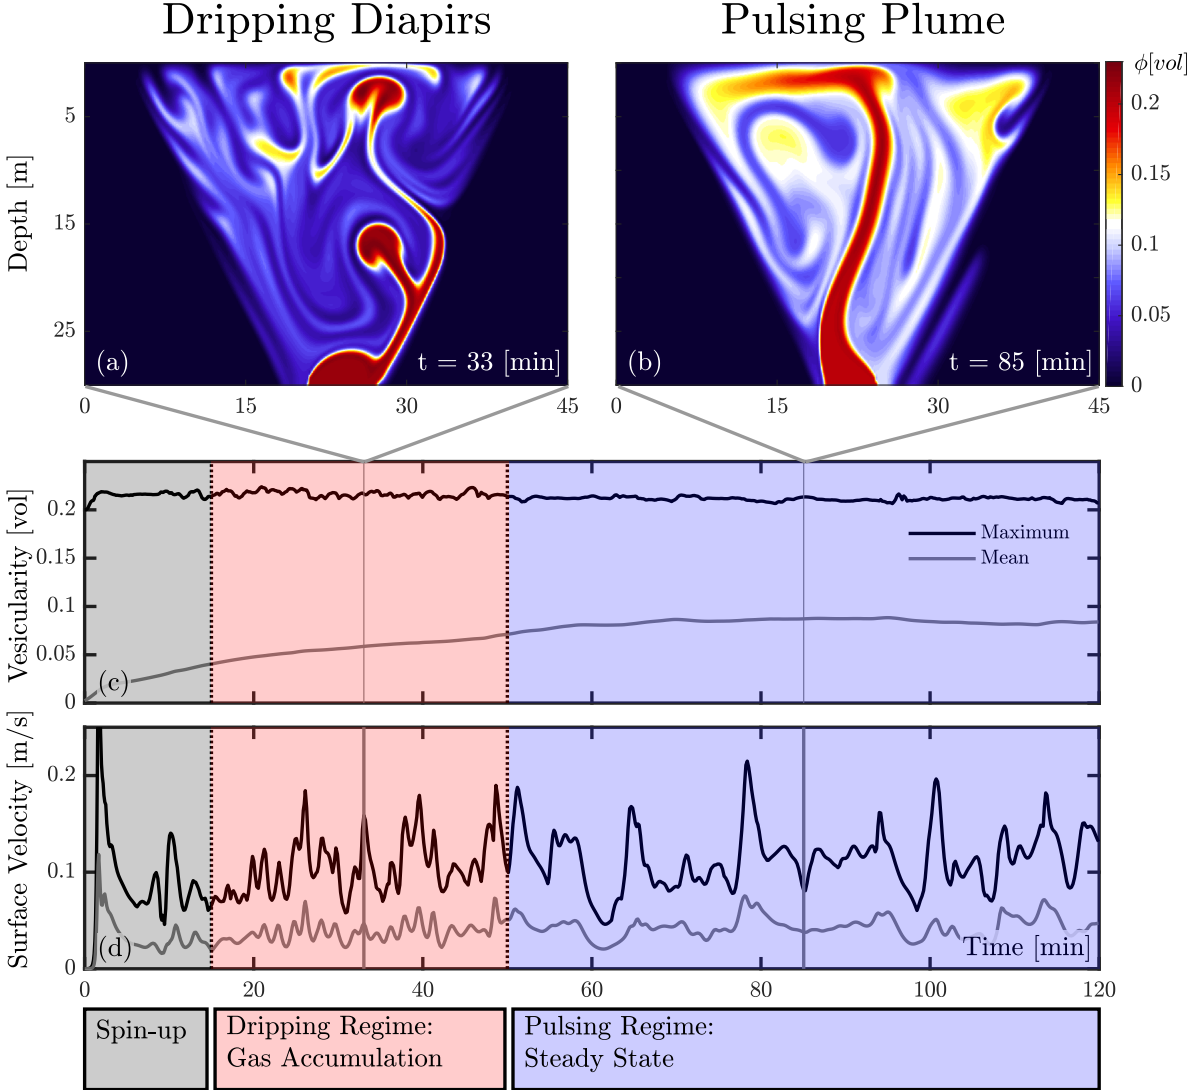 Dripping Diapirs
Pulsing Plume
ϕ[vol]
Depth [m]
5
15
25
(a)
t = 33 [min]
0
15
30
45
(b)
t = 85 [min]
0
15
30
45
0.2
0.15
0.1
0.05
0
Vesicularity [vol]
0.2
0.15
0.1
0.05
0
Maximum
Mean
(c)
Surface Velocity [m/s]
0.2
0.1
0
(d)
Time [min]
0
20
40
60
80
100
120
Spin-up
Dripping Regime:
Gas Accumulation
Pulsing Regime:
Steady State